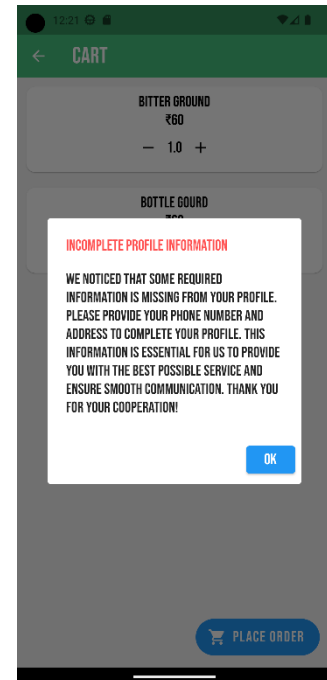 12:21
CART
BITTER GROUND
₹60
1.0
BOTTLE GOURD
₹60
INCOMPLETE PROFILE INFORMATION
WE NOTICED THAT SOME REQUIRED
INFORMATION IS MISSING FROM YOUR PROFILE.
PLEASE PROVIDE YOUR PHONE NUMBER AND
ADDRESS TO COMPLETE YOUR PROFILE. THIS
INFORMATION IS ESSENTIAL FOR US TO PROVIDE
YOU WITH THE BEST POSSIBLE SERVICE AND
ENSURE SMOOTH COMMUNICATION. THANK YOU
FOR YOUR COOPERATION!
OK
PLACE ORDER